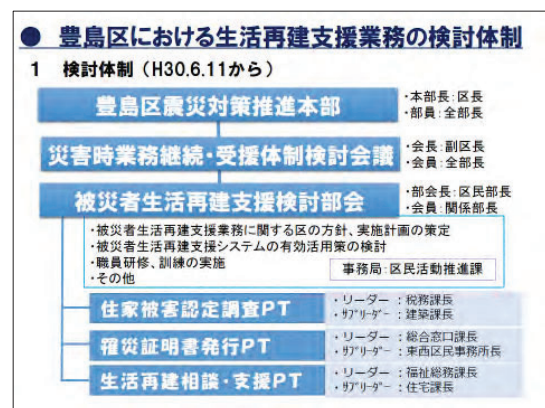 ● 豊島区における生活再建支援業務の検討体制
1 検討体制(H30.6.11から)
豊島区震災対策推進本部
・本部長:区長
・部員:全部長
災害時業務継続・受援体制検討会議
・会長:副区長
・会員:全部長
被災者生活再建支援検討部会
・部会長:区民部長
・会員:関係部長
・被災者生活再建支援業務に関する区の方針、実施計画の策定
・被災者生活再建支援システムの有効活用策の検討
・職員研修、訓練の実施
・その他
事務局:区民活動推進課
住家被害認定調査PT
・リーダー:税務課長
・サブリーダー:建築課長
罹災証明書発行PT
・リーダー:総合窓口課長
・サブリーダー:東西区民事務所長
生活再建相談・支援PT
・リーダー:福祉総務課長
・サブリーダー:住宅課長